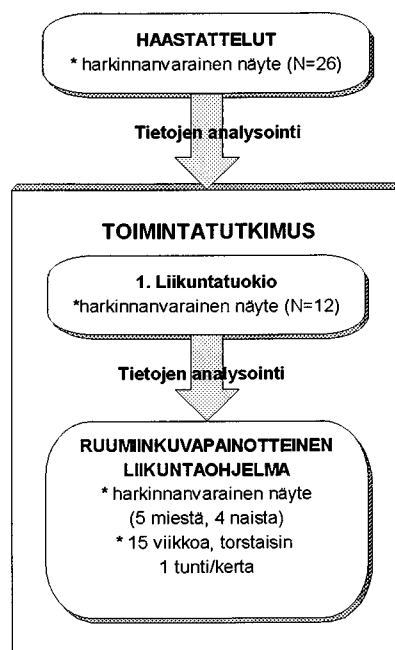 HAASTATTELUT
* harkinnanvarainen näyte (N=26)
Tietojen analysointi
TOIMINTATUTKIMUS
1. Liikuntatuokio
*harkinnanvarainen näyte (N=12)
Tietojen analysointi
RUUMIINKUVAPAINOTTEINEN
LIIKUNTAOHJELMA
* harkinnanvarainen näyte
(5 miestä, 4 naista)
* 15 viikkoa, torstaisin
1 tunti/kerta